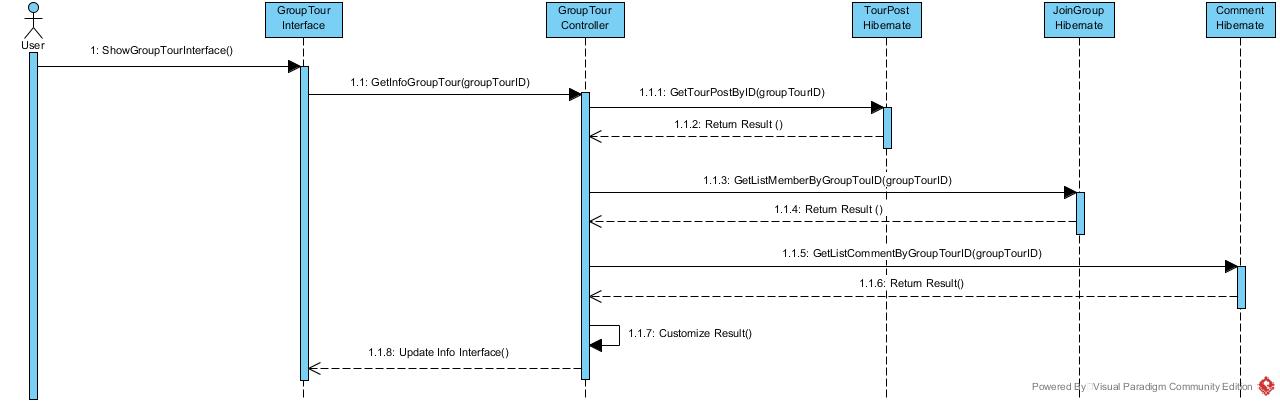 User
GroupTour
Interface
GroupTour
Controller
TourPost
Hibernate
JoinGroup
Hibernate
Comment
Hibernate
1: ShowGroupTourInterface()
1.1: GetInfoGroupTour(groupTourID)
1.1.1: GetTourPostByID(groupTourID)
1.1.2: Return Result ()
1.1.3: GetListMemberByGroupTouID(groupTourID)
1.1.4: Return Result ()
1.1.5: GetListCommentByGroupTourID(groupTourID)
1.1.6: Return Result()
1.1.7: Customize Result()
1.1.8: Update Info Interface()
Powered By Visual Paradigm Community Edition